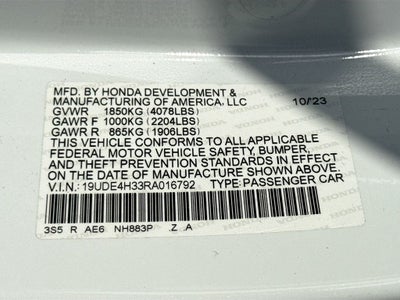 MFD. BY HONDA DEVELOPMENT &
MANUFACTURING OF AMERICA, LLC 10/23
GVWR 1850KG (4078LBS)
GAWR F 1000KG (2204LBS)
GAWR R 865KG (1906LBS)
THIS VEHICLE CONFORMS TO ALL APPLICABLE
FEDERAL MOTOR VEHICLE SAFETY, BUMPER,
AND THEFT PREVENTION STANDARDS IN EFFECT
ON THE DATE OF MANUFACTURE SHOWN ABOVE.
V.I.N.: 19UDE4H33RA016792 TYPE: PASSENGER CAR
3S5 R AE6 NH883P Z A